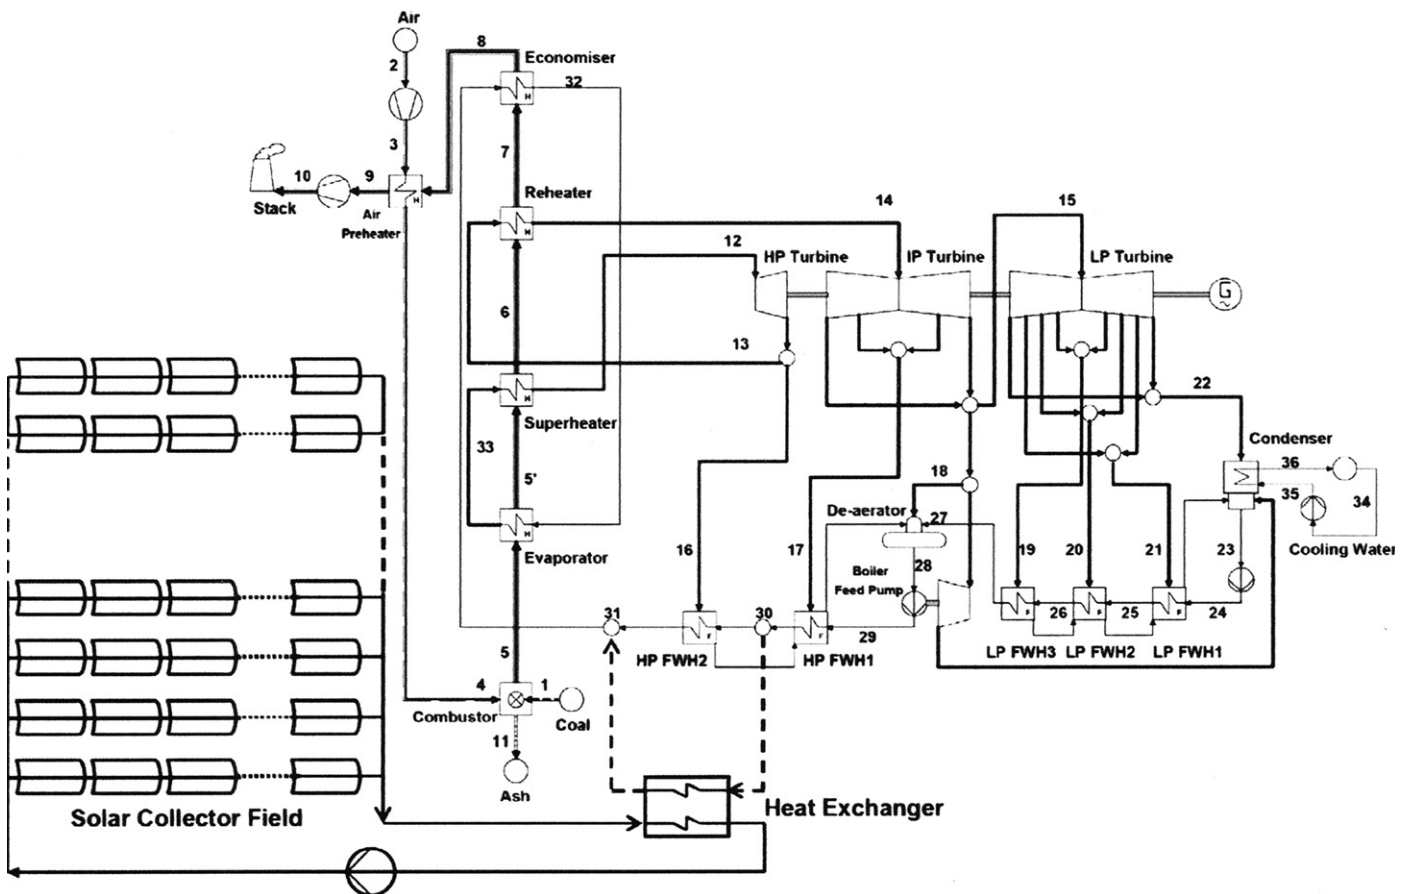 Air
2
8
Economiser
32
3
7
10
9
Stack
Air
Preheater
Reheater
14
15
12
HP Turbine
IP Turbine
LP Turbine
G
~
6
13
22
Superheater
33
Condenser
36
35
34
Cooling Water
5'
18
De-aerator
27
Evaporator
16
17
28
19
20
21
23
Boiler
Feed Pump
31
30
29
26
25
24
HP FWH2
HP FWH1
LP FWH3
LP FWH2
LP FWH1
5
4
1
Combustor
Coal
11
Ash
Solar Collector Field
Heat Exchanger
H
H
H
H
H
F
F
F
F
F